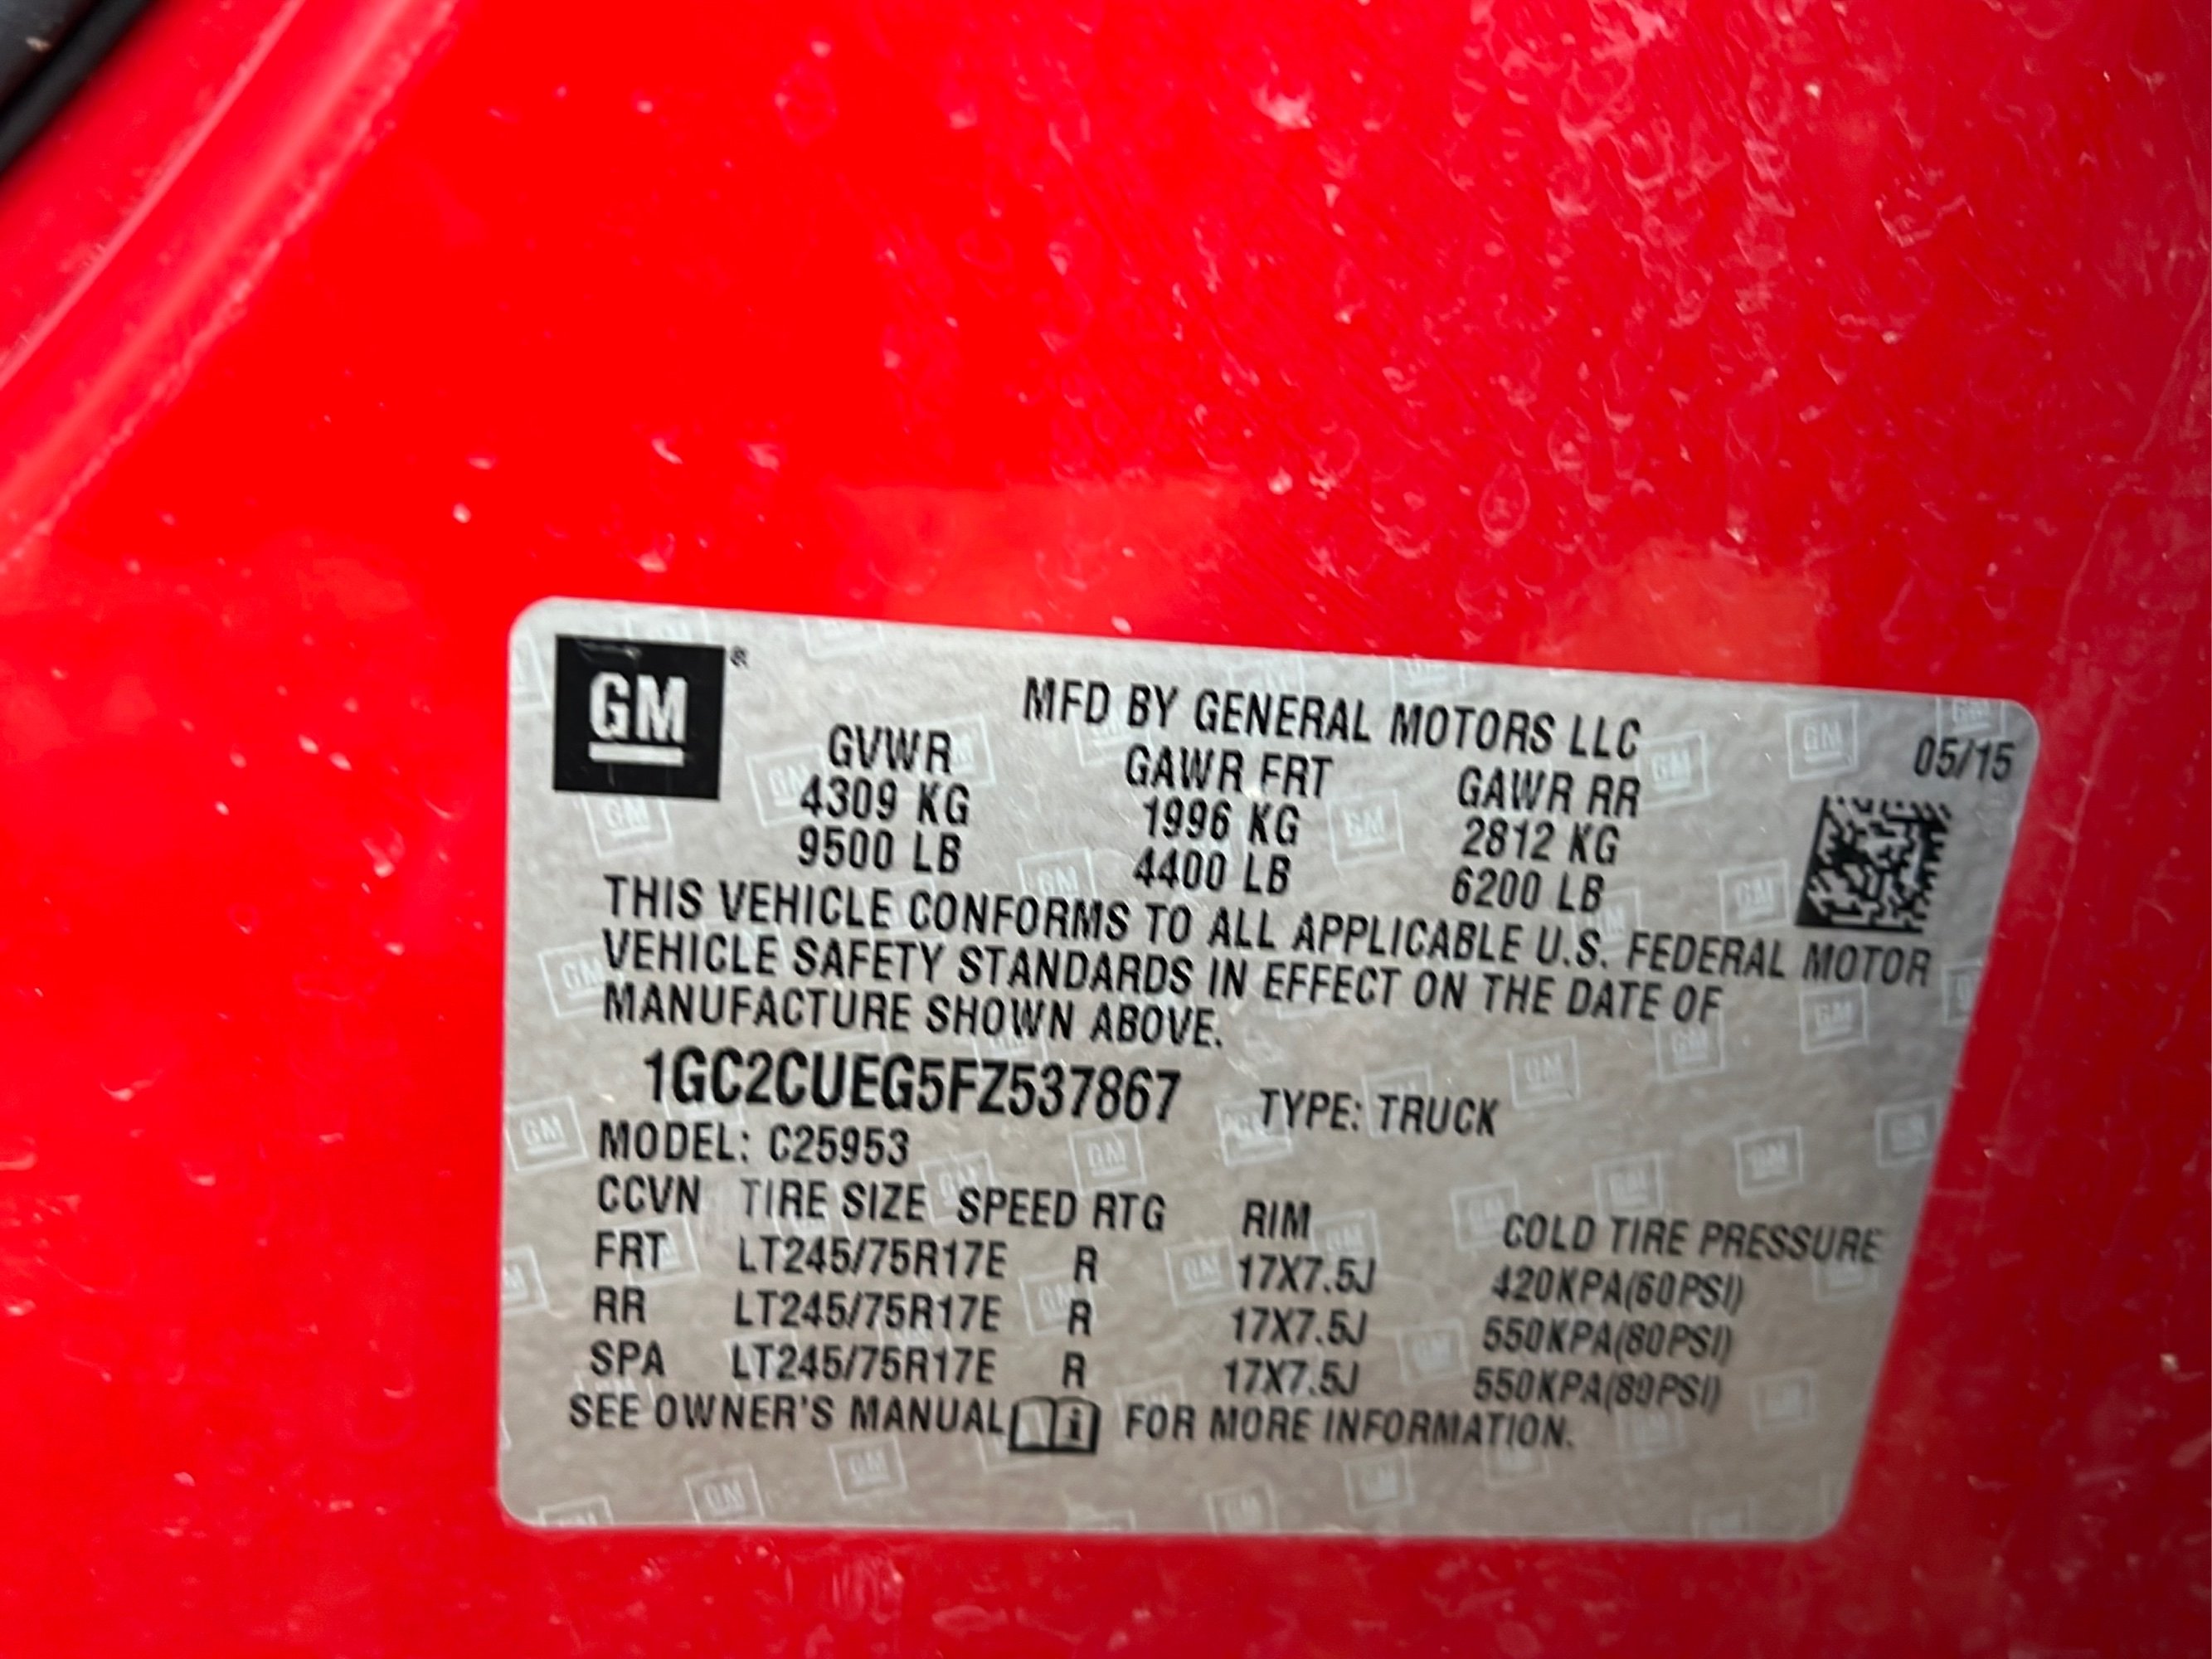 GM®
MFD BY GENERAL MOTORS LLC
05/15
GVWR GAWR FRT GAWR RR
4309 KG 1996 KG 2812 KG
9500 LB 4400 LB 6200 LB
THIS VEHICLE CONFORMS TO ALL APPLICABLE U.S. FEDERAL MOTOR
VEHICLE SAFETY STANDARDS IN EFFECT ON THE DATE OF
MANUFACTURE SHOWN ABOVE.
1GC2CUEG5FZ537867 TYPE: TRUCK
MODEL: C25953
CCVN TIRE SIZE SPEED RTG RIM COLD TIRE PRESSURE
FRT LT245/75R17E R 17X7.5J 420KPA(60PSI)
RR LT245/75R17E R 17X7.5J 550KPA(80PSI)
SPA LT245/75R17E R 17X7.5J 550KPA(80PSI)
SEE OWNER'S MANUAL FOR MORE INFORMATION.